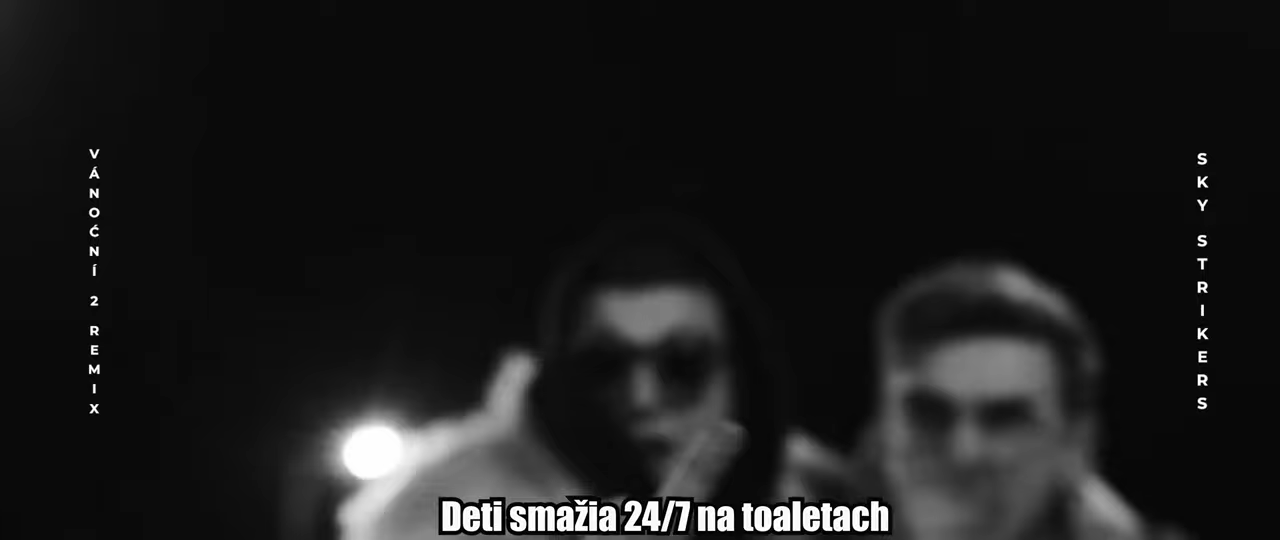 VÁNOĆNÍ 2 REMIX
SKY STRIKERS
Deti smažia 24/7 na toaletach